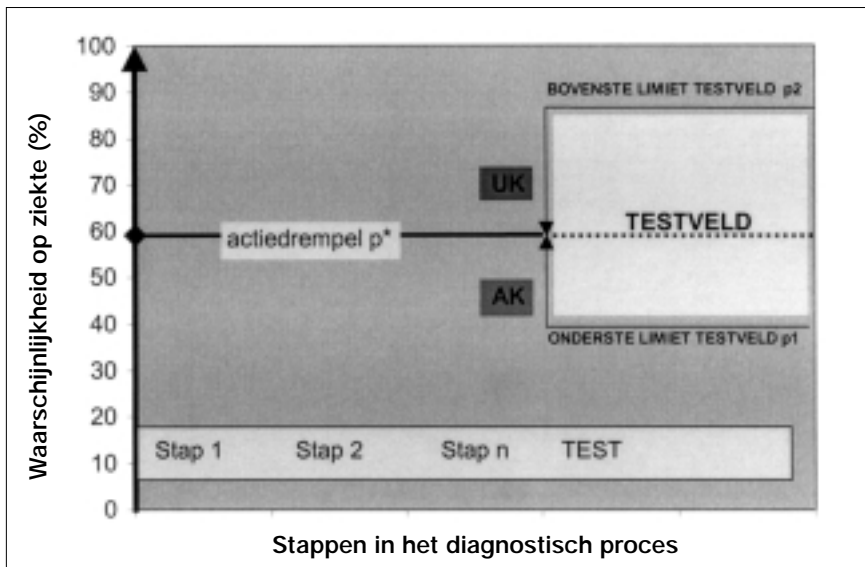 Waarschijnlijkheid op ziekte (%)
100
90
80
70
60
50
40
30
20
10
0
BOVENSTE LIMIET TESTVELD p2
UK
TESTVELD
actiedrempel p*
AK
ONDERSTE LIMIET TESTVELD p1
Stap 1 Stap 2 Stap n TEST
Stappen in het diagnostisch proces